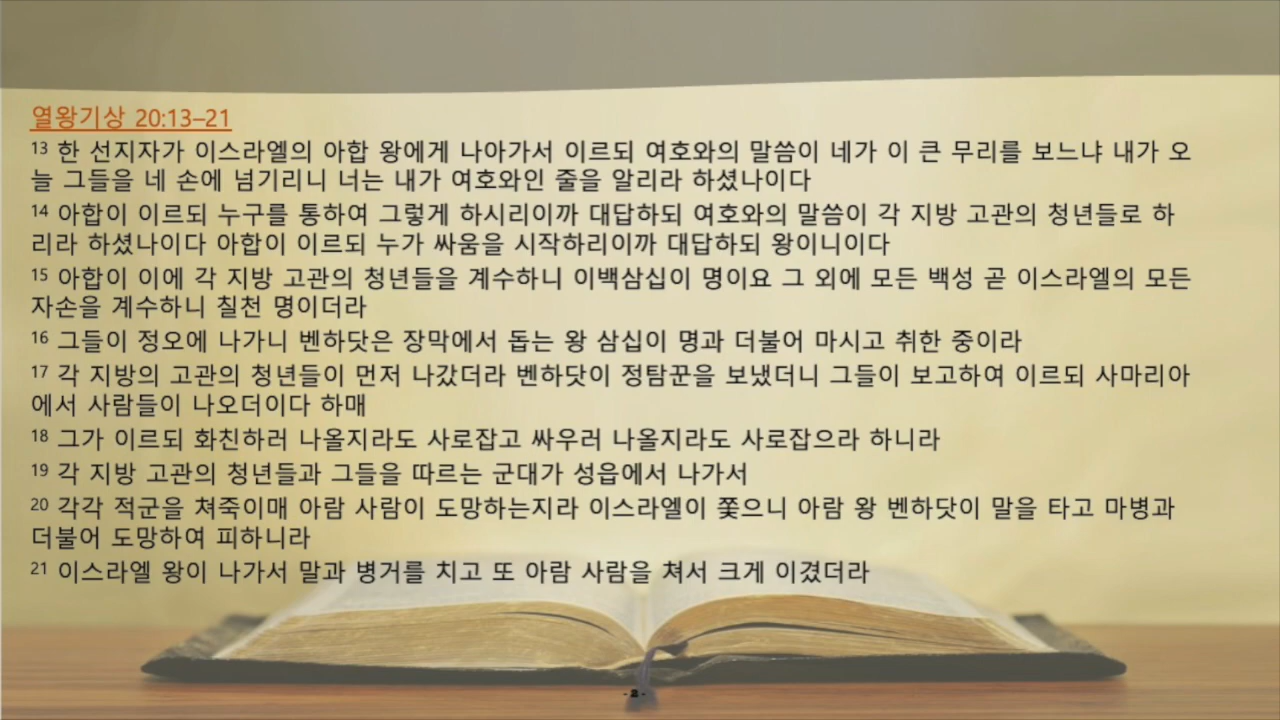 열왕기상 20:13–21
13 한 선지자가 이스라엘의 아합 왕에게 나아가서 이르되 여호와의 말씀이 네가 이 큰 무리를 보느냐 내가 오
늘 그들을 네 손에 넘기리니 너는 내가 여호와인 줄을 알리라 하셨나이다
14 아합이 이르되 누구를 통하여 그렇게 하시리이까 대답하되 여호와의 말씀이 각 지방 고관의 청년들로 하
리라 하셨나이다 아합이 이르되 누가 싸움을 시작하리이까 대답하되 왕이니이다
15 아합이 이에 각 지방 고관의 청년들을 계수하니 이백삼십이 명이요 그 외에 모든 백성 곧 이스라엘의 모든
자손을 계수하니 칠천 명이더라
16 그들이 정오에 나가니 벤하닷은 장막에서 돕는 왕 삼십이 명과 더불어 마시고 취한 중이라
17 각 지방의 고관의 청년들이 먼저 나갔더라 벤하닷이 정탐꾼을 보냈더니 그들이 보고하여 이르되 사마리아
에서 사람들이 나오더이다 하매
18 그가 이르되 화친하러 나올지라도 사로잡고 싸우러 나올지라도 사로잡으라 하니라
19 각 지방 고관의 청년들과 그들을 따르는 군대가 성읍에서 나가서
20 각각 적군을 쳐죽이매 아람 사람이 도망하는지라 이스라엘이 쫓으니 아람 왕 벤하닷이 말을 타고 마병과
더불어 도망하여 피하니라
21 이스라엘 왕이 나가서 말과 병거를 치고 또 아람 사람을 쳐서 크게 이겼더라
- 2 -